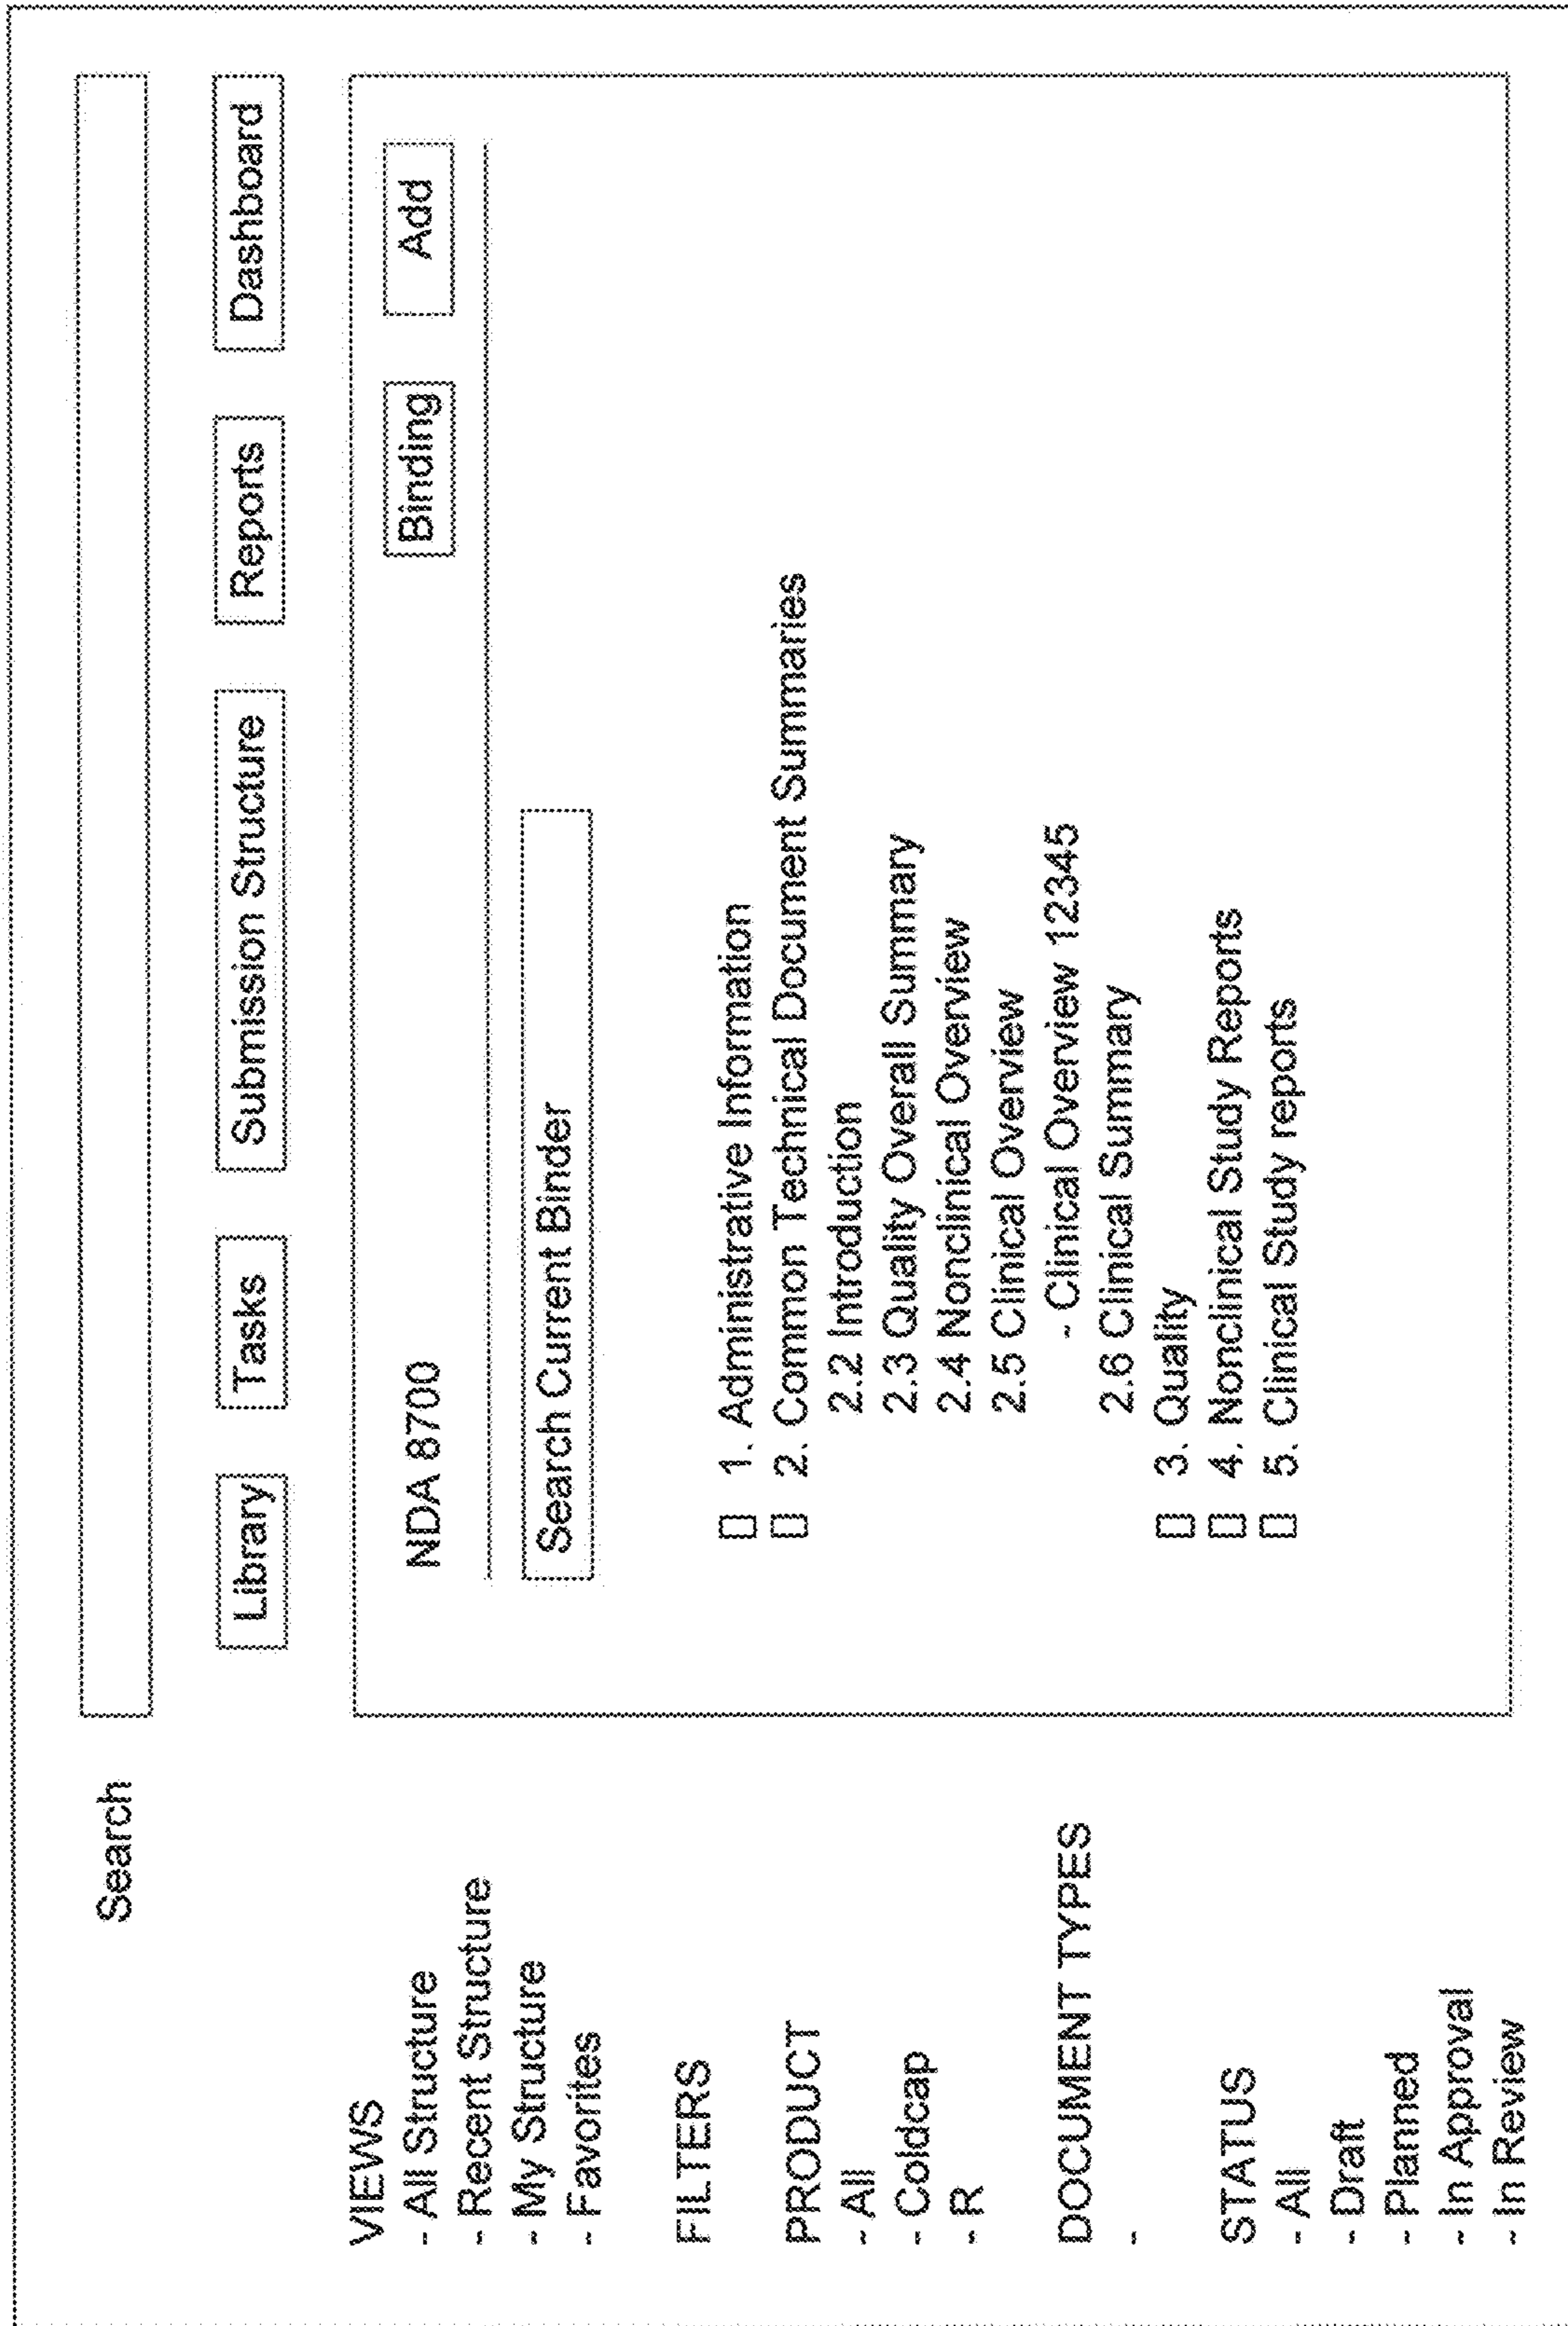 Search
Library Tasks Submission Structure Reports Dashboard
VIEWS
- All Structure
- Recent Structure
- My Structure
- Favorites
FILTERS
PRODUCT
- All
- Coldcap
- R
DOCUMENT TYPES
-
STATUS
- All
- Draft
- Planned
- In Approval
- In Review
NDA 8700 Binding Add
Search Current Binder
1. Administrative Information
2. Common Technical Document Summaries
2.2 Introduction
2.3 Quality Overall Summary
2.4 Nonclinical Overview
2.5 Clinical Overview
- Clinical Overview 12345
2.6 Clinical Summary
3. Quality
4. Nonclinical Study Reports
5. Clinical Study reports